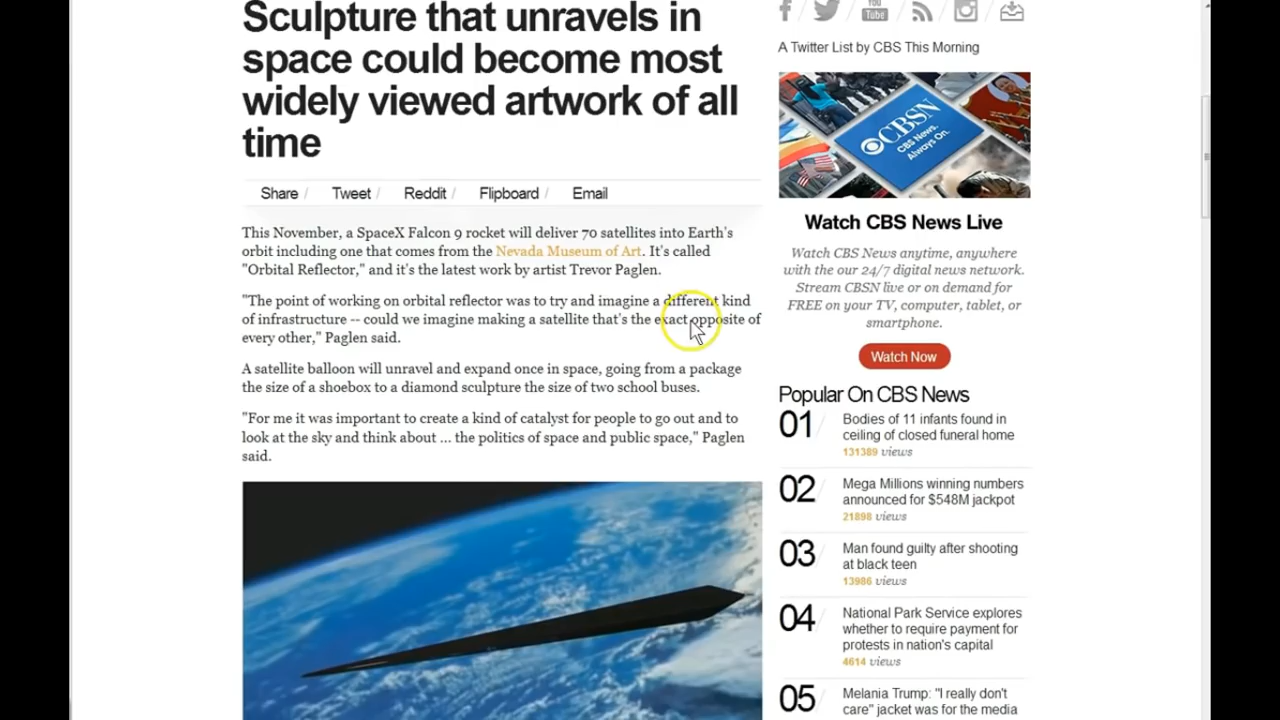 Sculpture that unravels in
space could become most
widely viewed artwork of all
time
Share / Tweet / Reddit / Flipboard / Email
This November, a SpaceX Falcon 9 rocket will deliver 70 satellites into Earth's
orbit including one that comes from the Nevada Museum of Art. It's called
"Orbital Reflector," and it's the latest work by artist Trevor Paglen.
"The point of working on orbital reflector was to try and imagine a different kind
of infrastructure -- could we imagine making a satellite that's the exact opposite of
every other," Paglen said.
A satellite balloon will unravel and expand once in space, going from a package
the size of a shoebox to a diamond sculpture the size of two school buses.
"For me it was important to create a kind of catalyst for people to go out and to
look at the sky and think about ... the politics of space and public space," Paglen
said.
You
Tube
A Twitter List by CBS This Morning
CBSN
CBS News.
Always On.
Watch CBS News Live
Watch CBS News anytime, anywhere
with the our 24/7 digital news network.
Stream CBSN live or on demand for
FREE on your TV, computer, tablet, or
smartphone.
Watch Now
Popular On CBS News
01 Bodies of 11 infants found in
ceiling of closed funeral home
131389 views
02 Mega Millions winning numbers
announced for $548M jackpot
21898 views
03 Man found guilty after shooting
at black teen
13986 views
04 National Park Service explores
whether to require payment for
protests in nation's capital
4614 views
05 Melania Trump: "I really don't
care" jacket was for the media